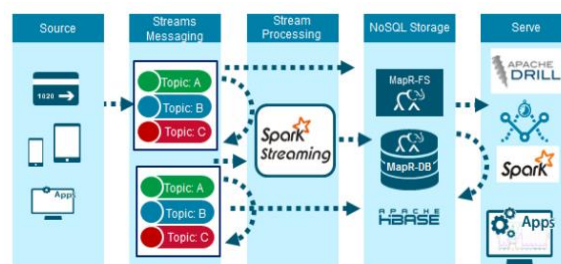 Source
Streams
Messaging
Stream
Processing
NoSQL Storage
Serve
1020
Apps
Topic: A
Topic: B
Topic: C
Topic: A
Topic: B
Topic: C
Spark
Streaming
MapR-FS
MapR-DB
APACHE
HBASE
APACHE
DRILL
Spark
Apps